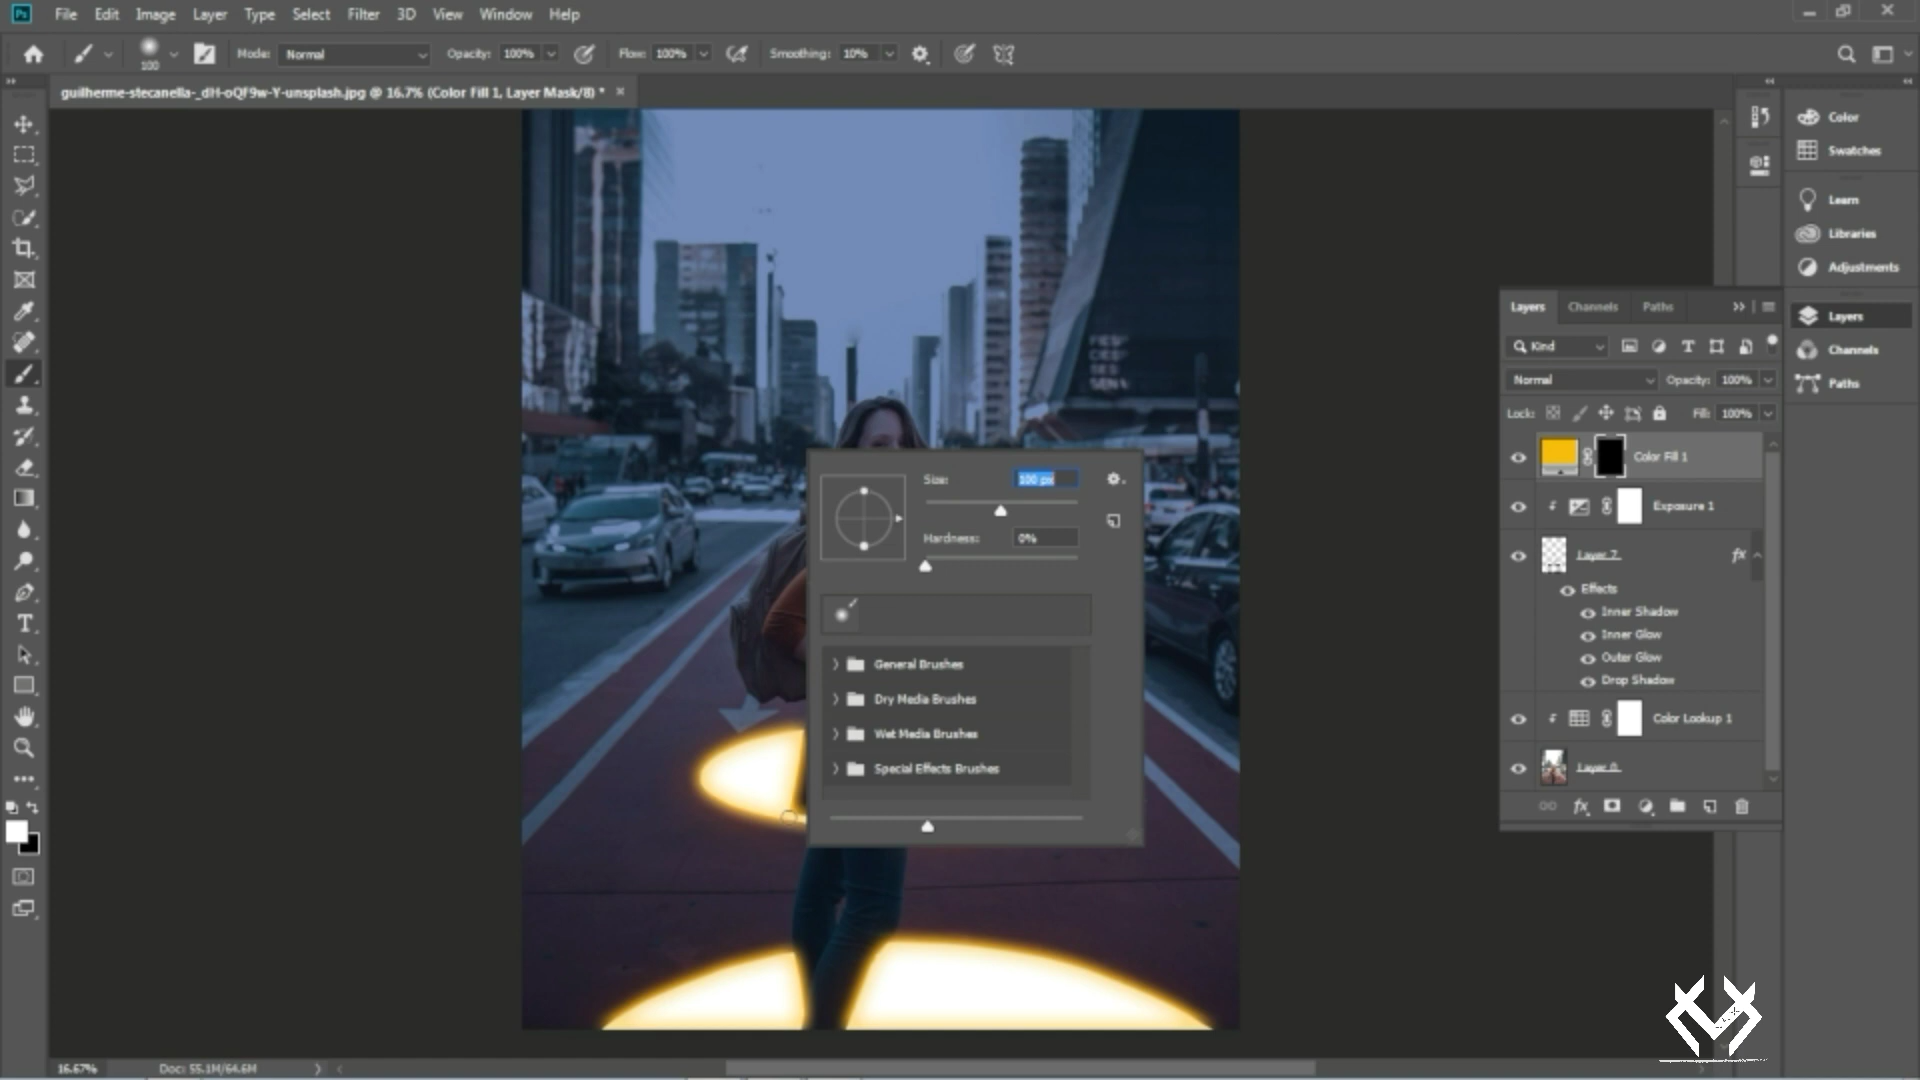 Ps File Edit Image Layer Type Select Filter 3D View Window Help
100 Mode: Normal Opacity: 100% Flow: 100% Smoothing: 10%
guilherme-stecanella-_dH-oQF9w-Y-unsplash.jpg @ 16.7% (Color Fill 1, Layer Mask/8) *
Color
Swatches
Learn
Libraries
Adjustments
Layers
Channels
Paths
Layers Channels Paths
Kind
Normal Opacity: 100%
Lock: Fill: 100%
Color Fill 1
Exposure 1
Layer 7 fx
Effects
Inner Shadow
Inner Glow
Outer Glow
Drop Shadow
Color Lookup 1
Layer 0
fx
Size: 100 px
Hardness: 0%
General Brushes
Dry Media Brushes
Wet Media Brushes
Special Effects Brushes
16.67% Doc: 55.1M/64.6M